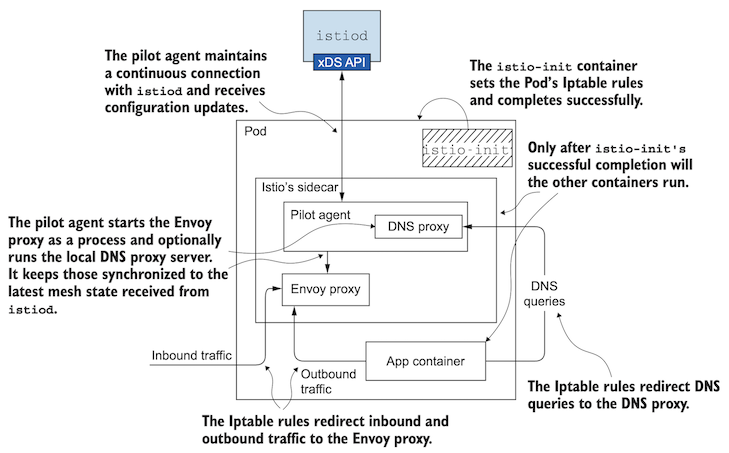 istiod
xDS API
The pilot agent maintains
a continuous connection
with istiod and receives
configuration updates.
The istio-init container
sets the Pod's Iptable rules
and completes successfully.
Pod
istio-init
Only after istio-init's
successful completion will
the other containers run.
Istio's sidecar
Pilot agent
DNS proxy
The pilot agent starts the Envoy
proxy as a process and optionally
runs the local DNS proxy server.
It keeps those synchronized to the
latest mesh state received from
istiod.
Envoy proxy
DNS
queries
Inbound traffic
App container
Outbound
traffic
The Iptable rules redirect DNS
queries to the DNS proxy.
The Iptable rules redirect inbound and
outbound traffic to the Envoy proxy.